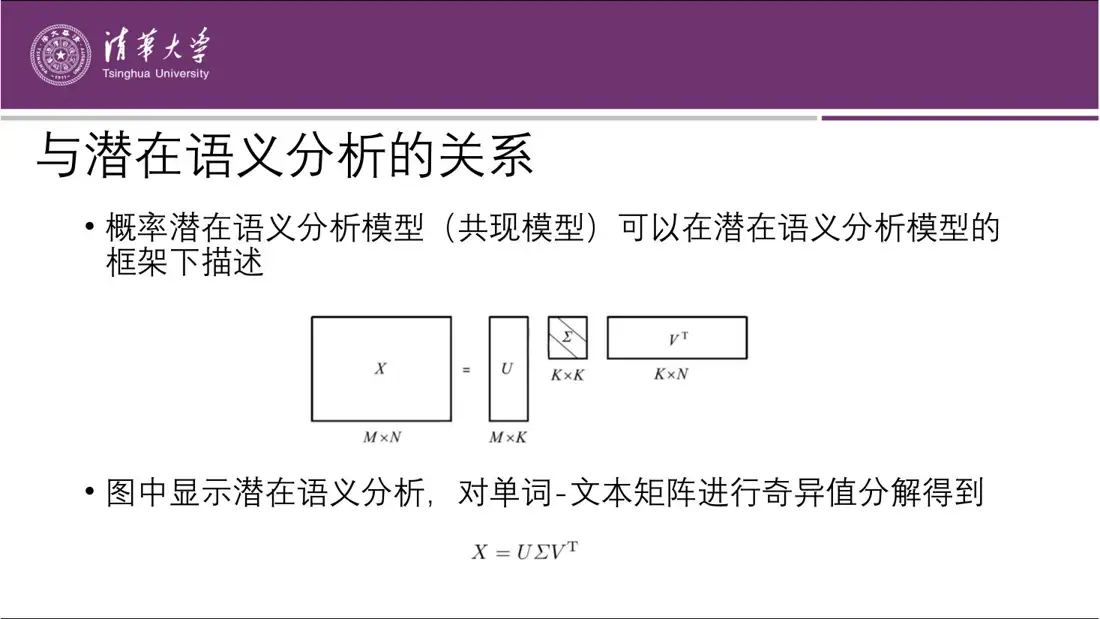 清华大学
Tsinghua University
与潜在语义分析的关系
• 概率潜在语义分析模型（共现模型）可以在潜在语义分析模型的
框架下描述
X = U Σ Vᵀ
M×N M×K K×K K×N
• 图中显示潜在语义分析，对单词-文本矩阵进行奇异值分解得到
X = UΣVᵀ